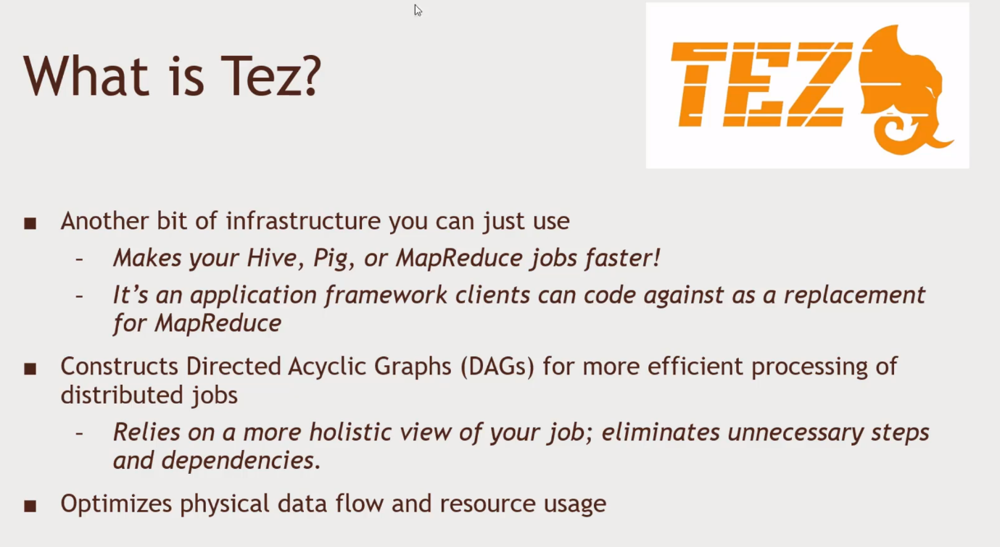 What is Tez?
TEZ
■ Another bit of infrastructure you can just use
– Makes your Hive, Pig, or MapReduce jobs faster!
– It’s an application framework clients can code against as a replacement
for MapReduce
■ Constructs Directed Acyclic Graphs (DAGs) for more efficient processing of
distributed jobs
– Relies on a more holistic view of your job; eliminates unnecessary steps
and dependencies.
■ Optimizes physical data flow and resource usage